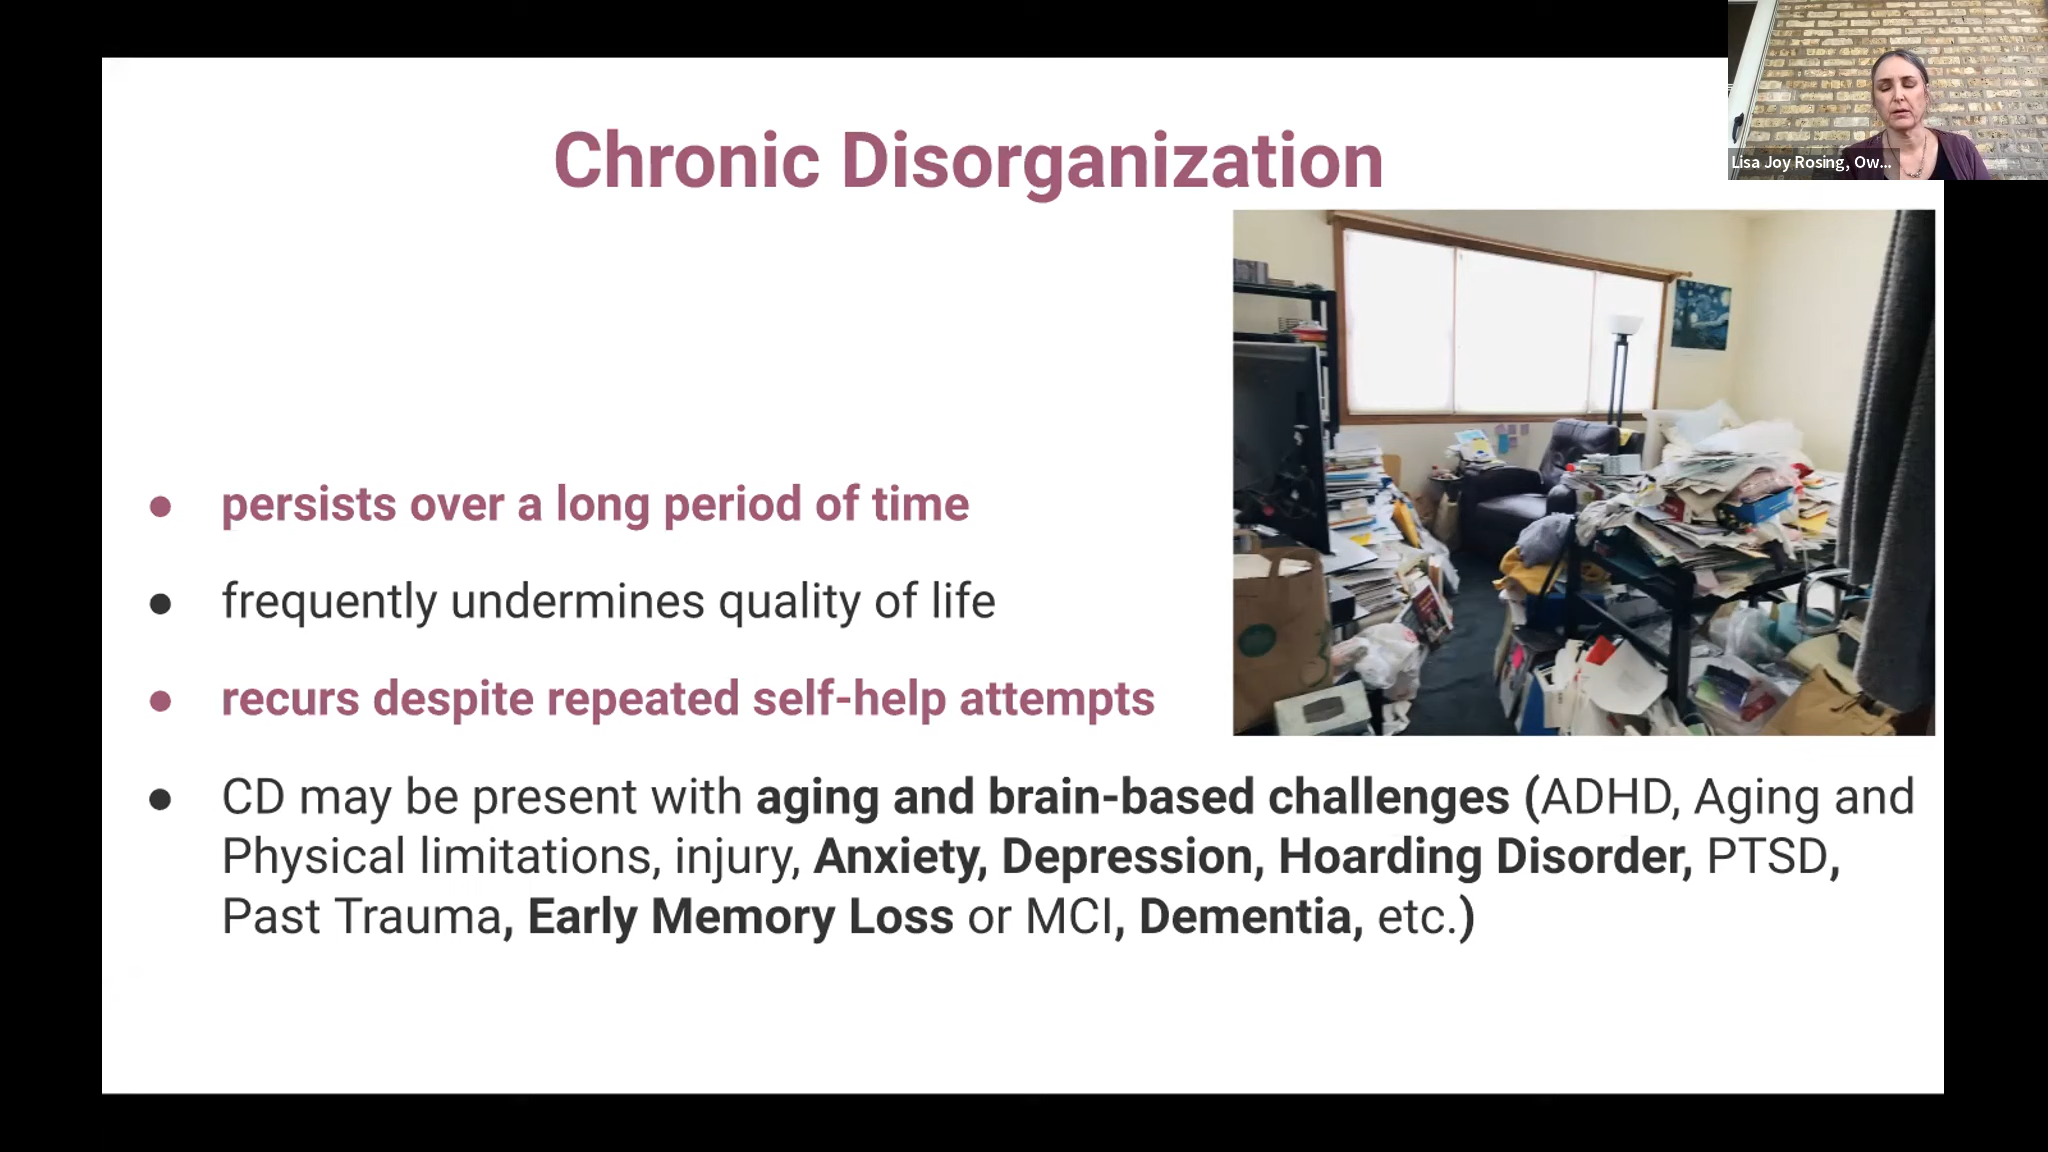 Chronic Disorganization
Lisa Joy Rosing, Ow...
● persists over a long period of time
● frequently undermines quality of life
● recurs despite repeated self-help attempts
● CD may be present with aging and brain-based challenges (ADHD, Aging and
Physical limitations, injury, Anxiety, Depression, Hoarding Disorder, PTSD,
Past Trauma, Early Memory Loss or MCI, Dementia, etc.)